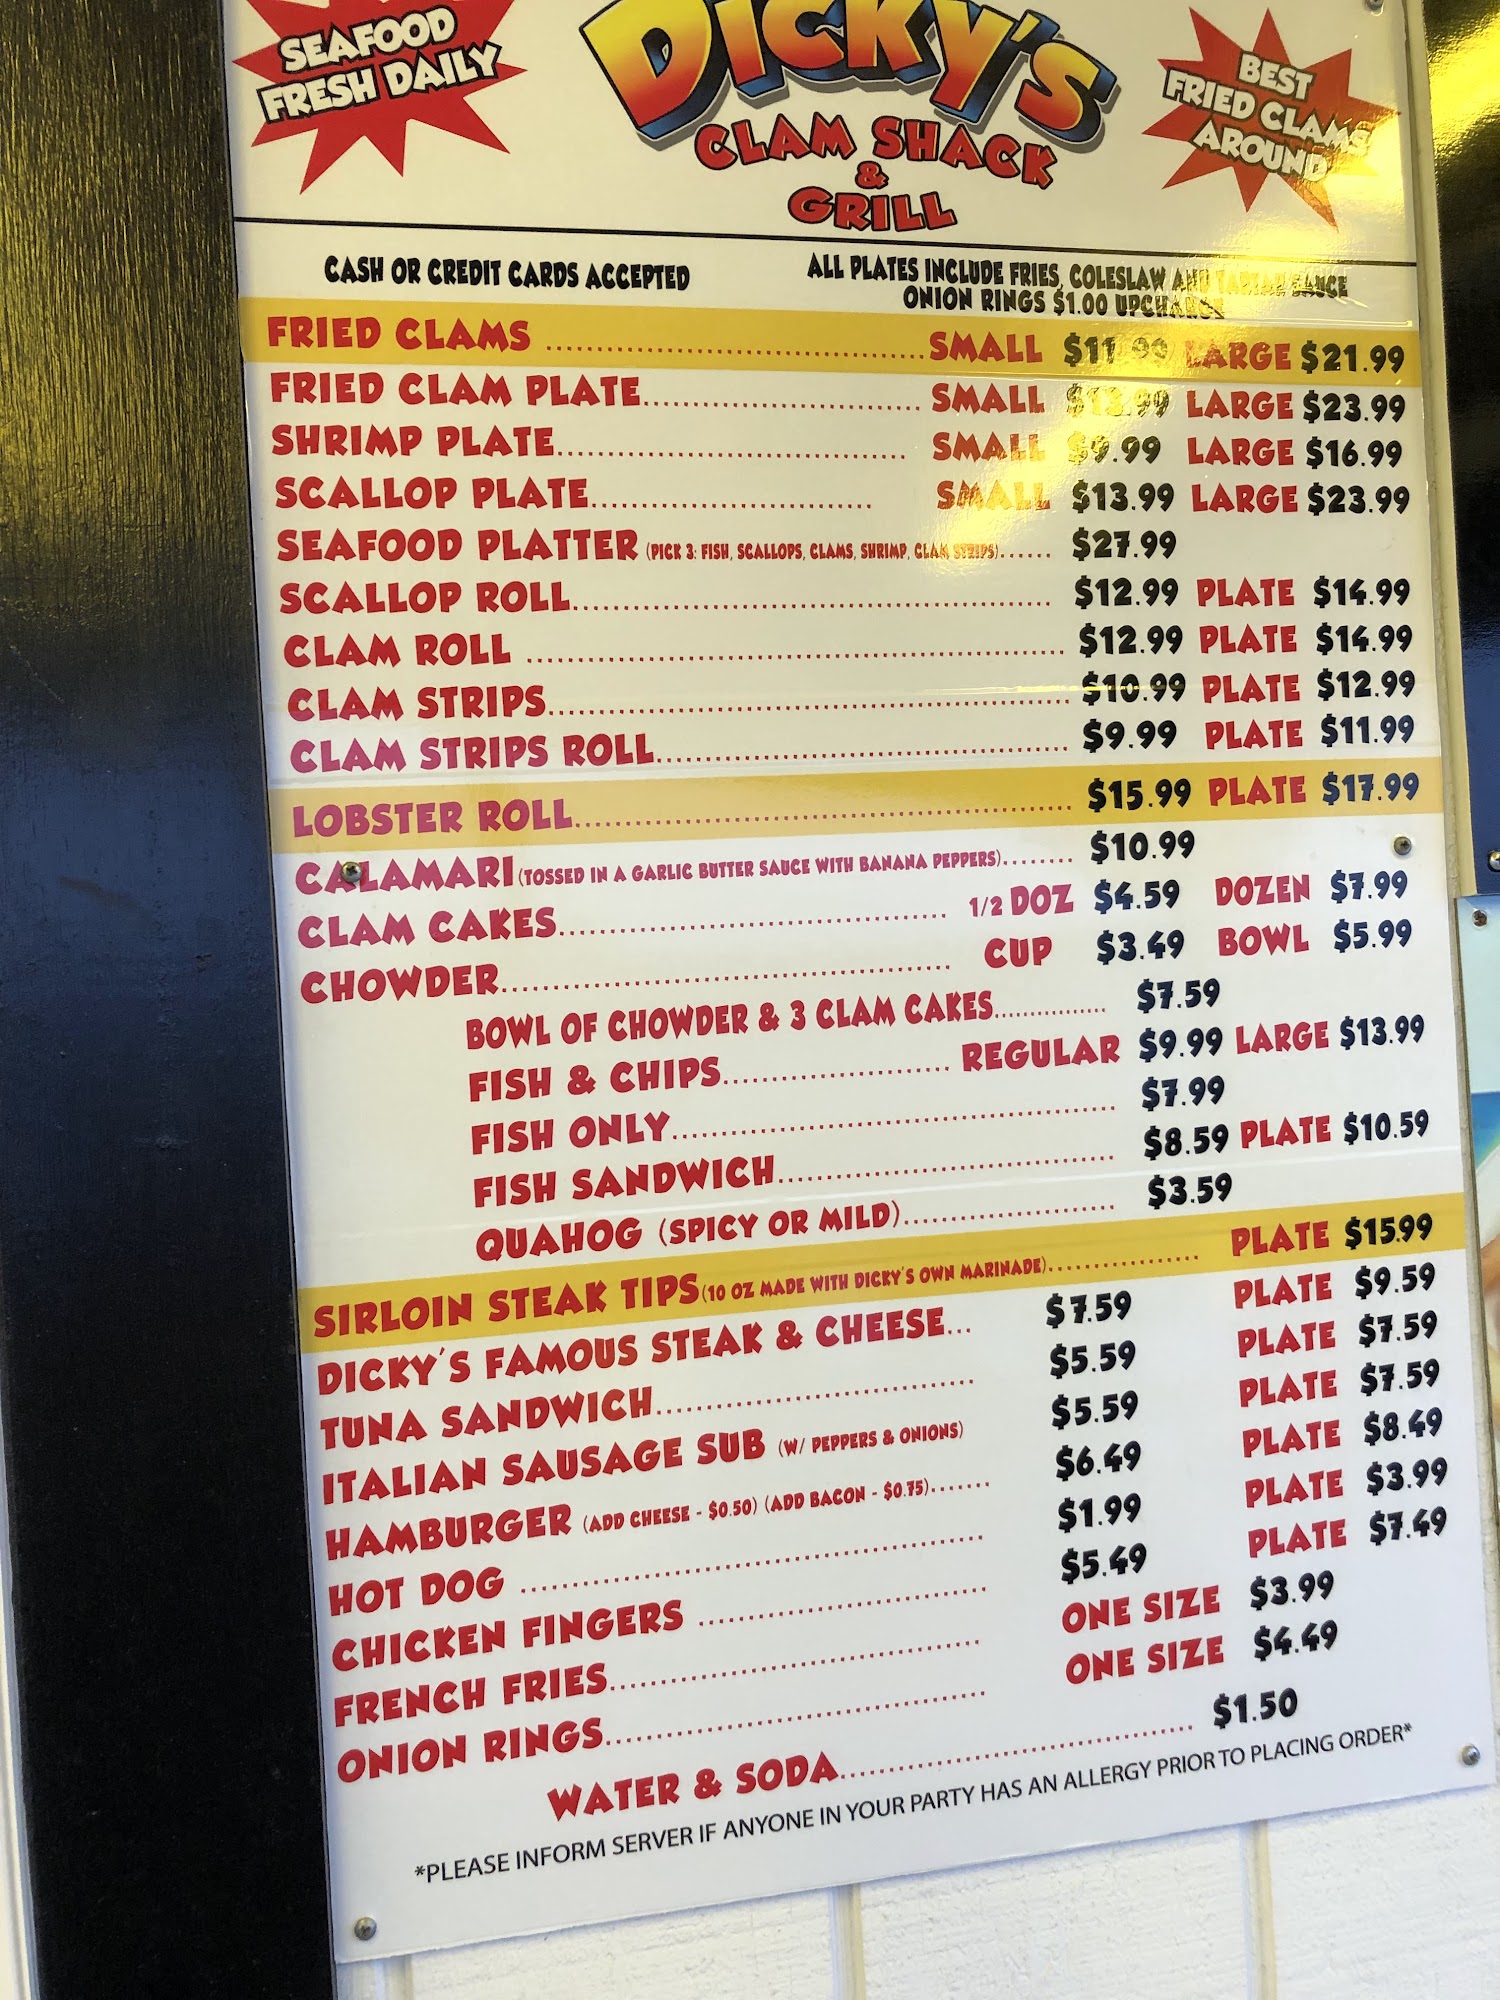 SEAFOOD
FRESH DAILY
DICKY'S
CLAM SHACK
&
GRILL
BEST
FRIED CLAMS
AROUND
CASH OR CREDIT CARDS ACCEPTED
ALL PLATES INCLUDE FRIES, COLESLAW AND TARTAR SAUCE
ONION RINGS $1.00 UPCHARGE
FRIED CLAMS ........ SMALL $11.99 LARGE $21.99
FRIED CLAM PLATE........ SMALL $13.99 LARGE $23.99
SHRIMP PLATE........ SMALL $9.99 LARGE $16.99
SCALLOP PLATE........ SMALL $13.99 LARGE $23.99
SEAFOOD PLATTER (PICK 3: FISH, SCALLOPS, CLAMS, SHRIMP, CLAM STRIPS)...... $27.99
SCALLOP ROLL........ $12.99 PLATE $14.99
CLAM ROLL ........ $12.99 PLATE $14.99
CLAM STRIPS........ $10.99 PLATE $12.99
CLAM STRIPS ROLL........ $9.99 PLATE $11.99
LOBSTER ROLL........ $15.99 PLATE $17.99
CALAMARI (TOSSED IN A GARLIC BUTTER SAUCE WITH BANANA PEPPERS)........ $10.99
CLAM CAKES........ 1/2 DOZ $4.59 DOZEN $7.99
CHOWDER........ CUP $3.49 BOWL $5.99
BOWL OF CHOWDER & 3 CLAM CAKES........ $7.59
FISH & CHIPS........ REGULAR $9.99 LARGE $13.99
FISH ONLY........ $7.99
FISH SANDWICH........ $8.59 PLATE $10.59
QUAHOG (SPICY OR MILD)........ $3.59
SIRLOIN STEAK TIPS (10 OZ MADE WITH DICKY'S OWN MARINADE)........ PLATE $15.99
DICKY'S FAMOUS STEAK & CHEESE... $7.59 PLATE $9.59
TUNA SANDWICH........ $5.59 PLATE $7.59
ITALIAN SAUSAGE SUB (W/ PEPPERS & ONIONS) $5.59 PLATE $7.59
HAMBURGER (ADD CHEESE - $0.50) (ADD BACON - $0.75)....... $6.49 PLATE $8.49
HOT DOG ........ $1.99 PLATE $3.99
CHICKEN FINGERS ........ $5.49 PLATE $7.49
FRENCH FRIES........ ONE SIZE $3.99
ONION RINGS........ ONE SIZE $4.49
WATER & SODA........ $1.50
*PLEASE INFORM SERVER IF ANYONE IN YOUR PARTY HAS AN ALLERGY PRIOR TO PLACING ORDER*